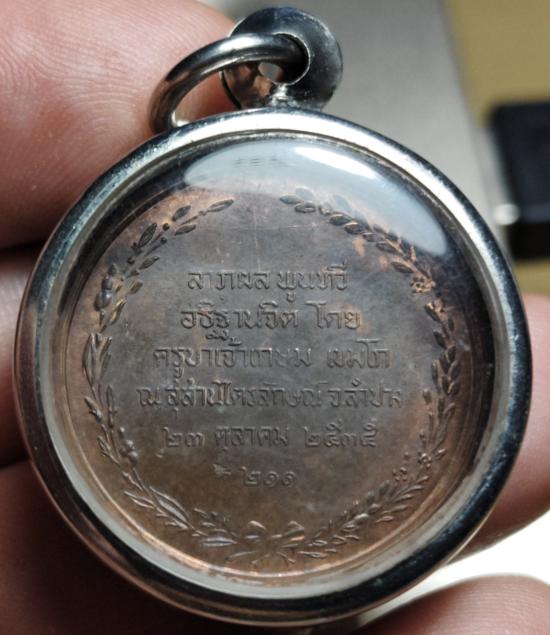 ลาภผล พูนทวี
อธิฐานจิต โดย
ครูบาเจ้าเกษม เขมโก
ณ สุสานไตรลักษณ์ จ.ลำปาง
๒๓ ตุลาคม ๒๕๓๕
๒๑๑